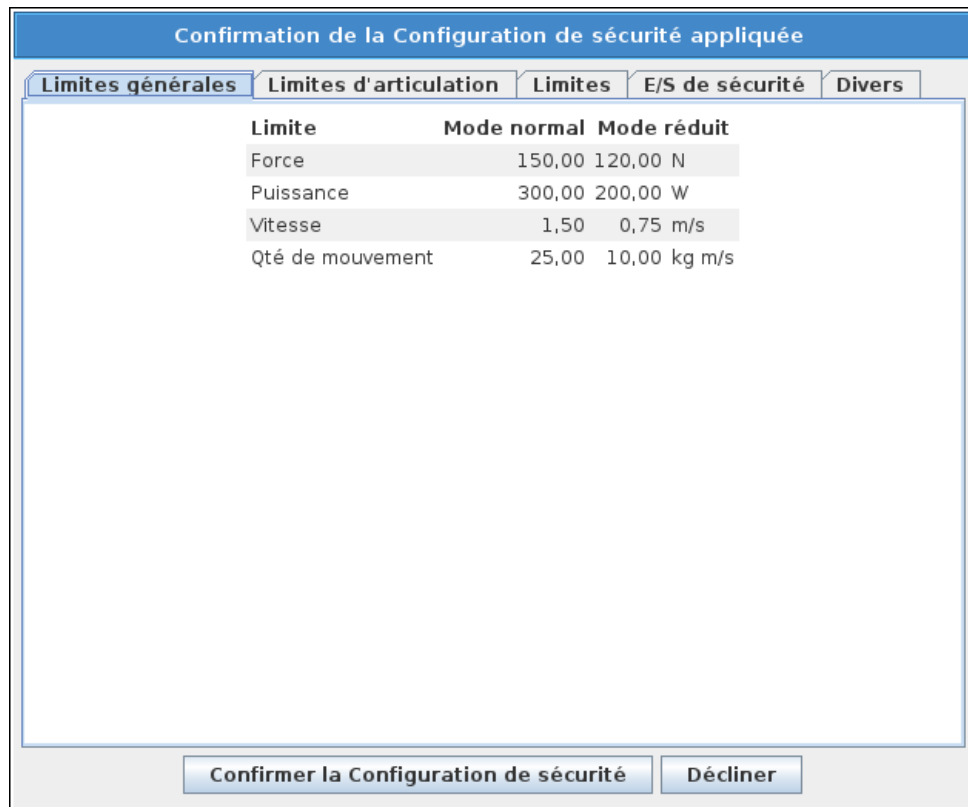 Confirmation de la Configuration de sécurité appliquée
Limites générales Limites d'articulation Limites E/S de sécurité Divers
Limite Mode normal Mode réduit
Force 150,00 120,00 N
Puissance 300,00 200,00 W
Vitesse 1,50 0,75 m/s
Qté de mouvement 25,00 10,00 kg m/s
Confirmer la Configuration de sécurité Décliner